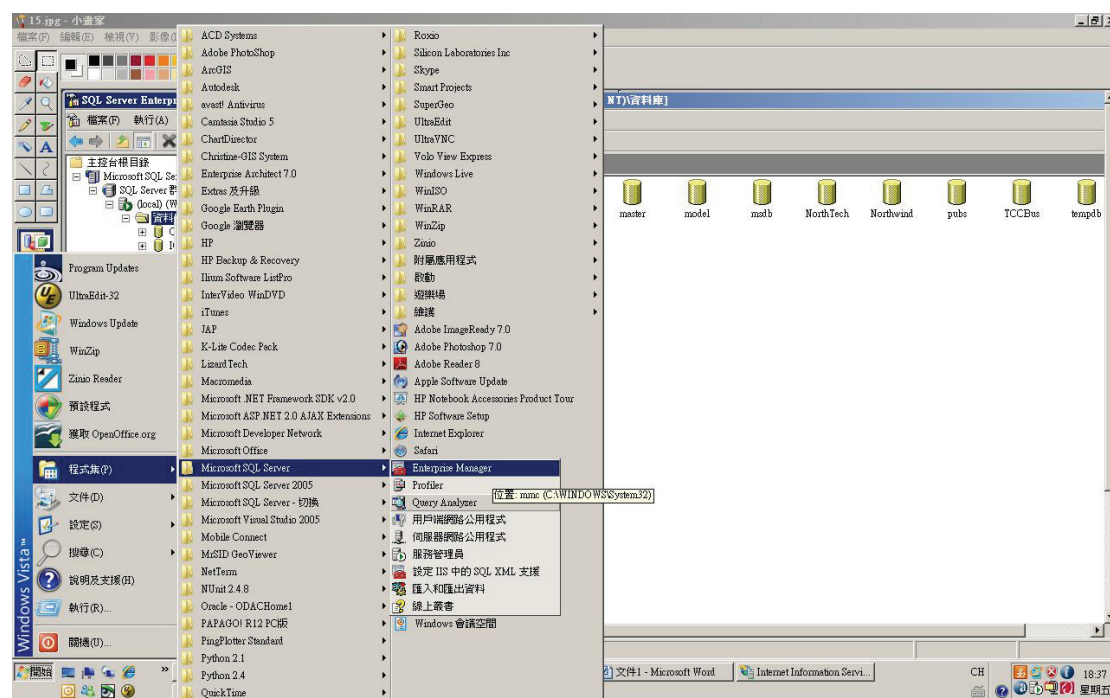 15.jpg - 小畫家
檔案(F) 編輯(E) 檢視(V) 影像(I
SQL Server Enterpr
NT)\資料庫]
檔案(F) 執行(A)
主控台根目錄
Microsoft SQL Se
SQL Server 群
(local) (W
資料
master
model
msdb
NorthTech
Northwind
pubs
TCCBus
tempdb
Program Updates
UltraEdit-32
Windows Update
WinZip
Zinio Reader
預設程式
獲取 OpenOffice.org
程式集(P)
文件(D)
設定(S)
搜尋(C)
說明及支援(H)
執行(R)...
關機(U)...
Windows Vista™
ACD Systems
Adobe PhotoShop
ArcGIS
Autodesk
avast! Antivirus
Camtasia Studio 5
ChartDirector
Christine-GIS System
Enterprise Architect 7.0
Extras 及升級
Google Earth Plugin
Google 瀏覽器
HP
HP Backup & Recovery
Ilium Software ListPro
InterVideo WinDVD
iTunes
JAP
K-Lite Codec Pack
LizardTech
Macromedia
Microsoft .NET Framework SDK v2.0
Microsoft ASP.NET 2.0 AJAX Extensions
Microsoft Developer Network
Microsoft Office
Microsoft SQL Server
Microsoft SQL Server 2005
Microsoft SQL Server - 切換
Microsoft Visual Studio 2005
Mobile Connect
MrSID GeoViewer
NetTerm
NUnit 2.4.8
Oracle - ODACHome1
PAPAGO! R12 PC版
PingPlotter Standard
Python 2.1
Python 2.4
QuickTime
Roxio
Silicon Laboratories Inc
Skype
Smart Projects
SuperGeo
UltraEdit
UltraVNC
Volo View Express
Windows Live
WinISO
WinRAR
WinZip
Zinio
附屬應用程式
啟動
遊樂場
維護
Adobe ImageReady 7.0
Adobe Photoshop 7.0
Adobe Reader 8
Apple Software Update
HP Notebook Accessories Product Tour
HP Software Setup
Internet Explorer
Safari
Enterprise Manager
Profiler
位置: mmc (C:\WINDOWS\System32)
Query Analyzer
用戶端網路公用程式
伺服器網路公用程式
服務管理員
設定 IIS 中的 SQL XML 支援
匯入和匯出資料
線上叢書
Windows 會議空間
開始
文件1 - Microsoft Word
Internet Information Servi...
CH
18:37
星期五